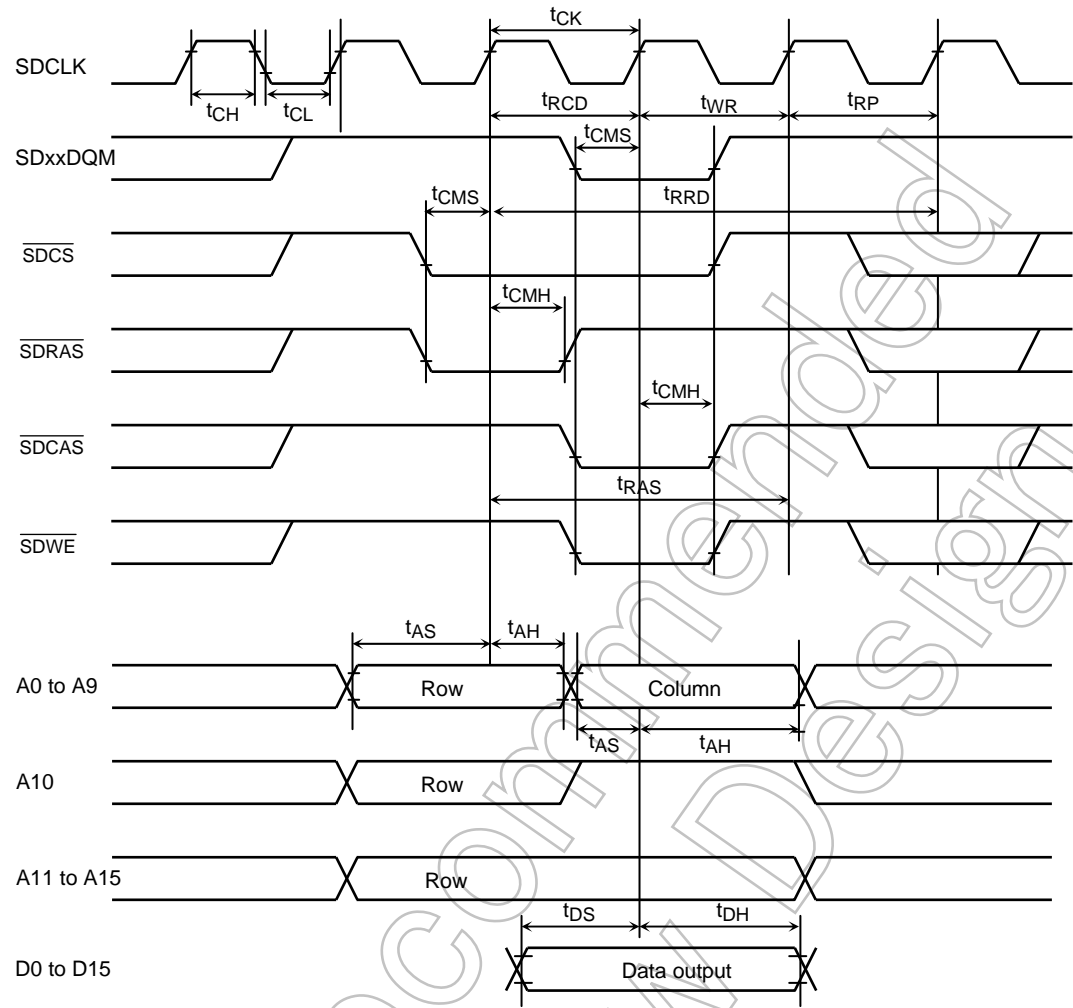 tCK
SDCLK
tCH
tCL
tRCD
tWR
tRP
SDxxDQM
tCMS
tCMS
tRRD
SDCS
tCMH
SDRAS
tCMH
SDCAS
tRAS
SDWE
tAS
tAH
A0 to A9
Row
Column
tAS
tAH
A10
Row
A11 to A15
Row
tDS
tDH
D0 to D15
Data output